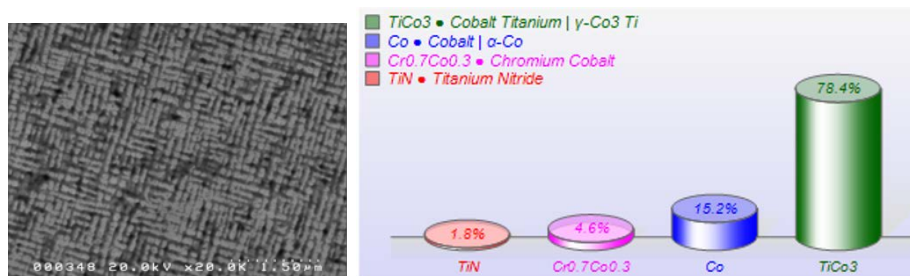 000348 20.0kV x20.0K 1.50µm
TiCo3 ● Cobalt Titanium | γ-Co3 Ti
Co ● Cobalt | α-Co
Cr0.7Co0.3 ● Chromium Cobalt
TiN ● Titanium Nitride
78.4%
15.2%
4.6%
1.8%
TiN Cr0.7Co0.3 Co TiCo3